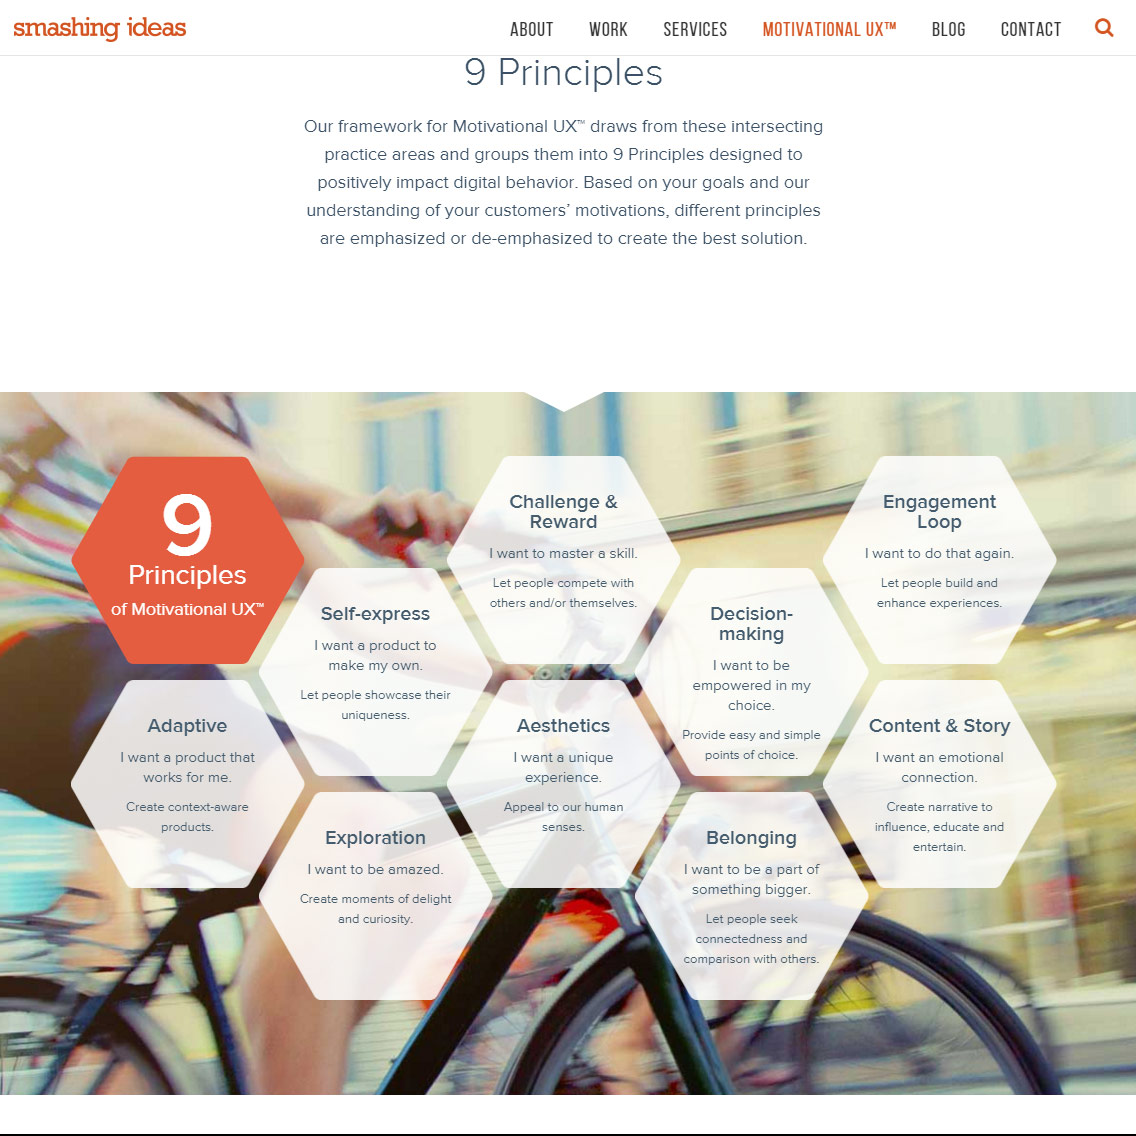 smashing ideas
ABOUT WORK SERVICES MOTIVATIONAL UX™ BLOG CONTACT
9 Principles
Our framework for Motivational UX™ draws from these intersecting
practice areas and groups them into 9 Principles designed to
positively impact digital behavior. Based on your goals and our
understanding of your customers’ motivations, different principles
are emphasized or de-emphasized to create the best solution.
9
Principles
of Motivational UX™
Self-express
I want a product to
make my own.
Let people showcase their
uniqueness.
Challenge &
Reward
I want to master a skill.
Let people compete with
others and/or themselves.
Decision-
making
I want to be
empowered in my
choice.
Provide easy and simple
points of choice.
Engagement
Loop
I want to do that again.
Let people build and
enhance experiences.
Adaptive
I want a product that
works for me.
Create context-aware
products.
Exploration
I want to be amazed.
Create moments of delight
and curiosity.
Aesthetics
I want a unique
experience.
Appeal to our human
senses.
Belonging
I want to be a part of
something bigger.
Let people seek
connectedness and
comparison with others.
Content & Story
I want an emotional
connection.
Create narrative to
influence, educate and
entertain.